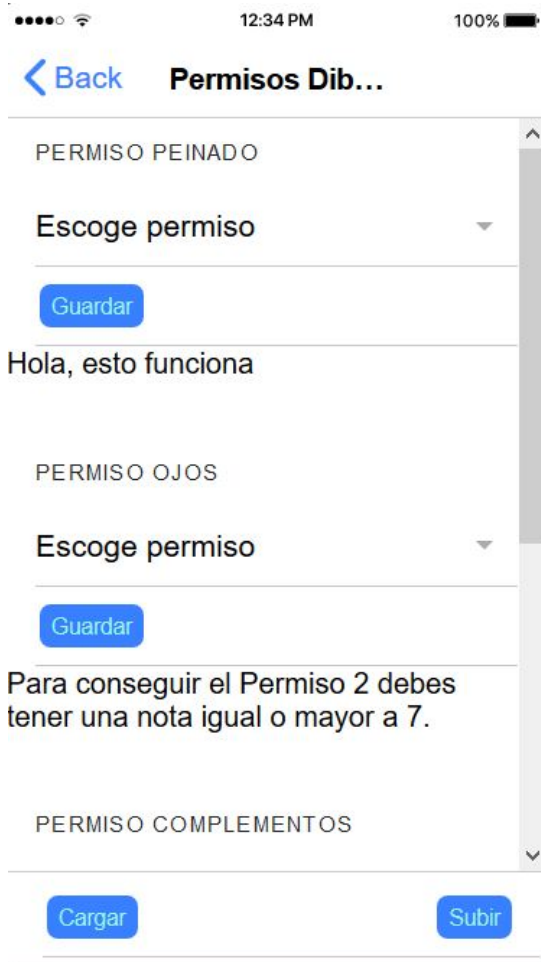 12:34 PM 100%
Back Permisos Dib...
PERMISO PEINADO
Escoge permiso
Guardar
Hola, esto funciona
PERMISO OJOS
Escoge permiso
Guardar
Para conseguir el Permiso 2 debes
tener una nota igual o mayor a 7.
PERMISO COMPLEMENTOS
Cargar Subir